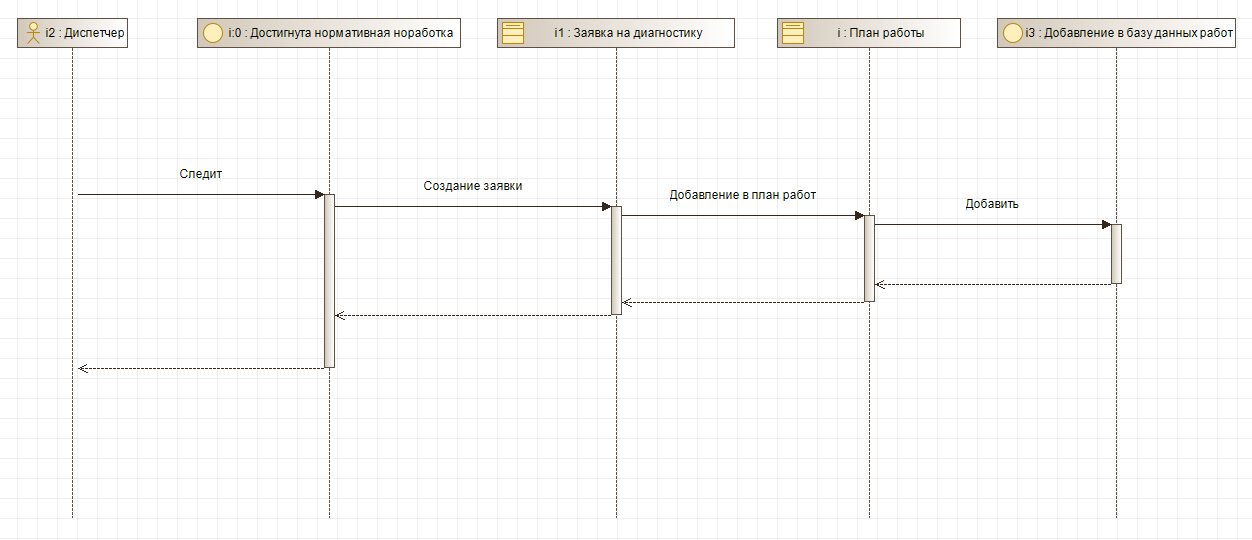 i2 : Диспетчер
i:0 : Достигнута нормативная норaботка
i1 : Заявка на диагностику
i : План работы
i3 : Добавление в базу данных работ
Следит
Создание заявки
Добавление в план работ
Добавить